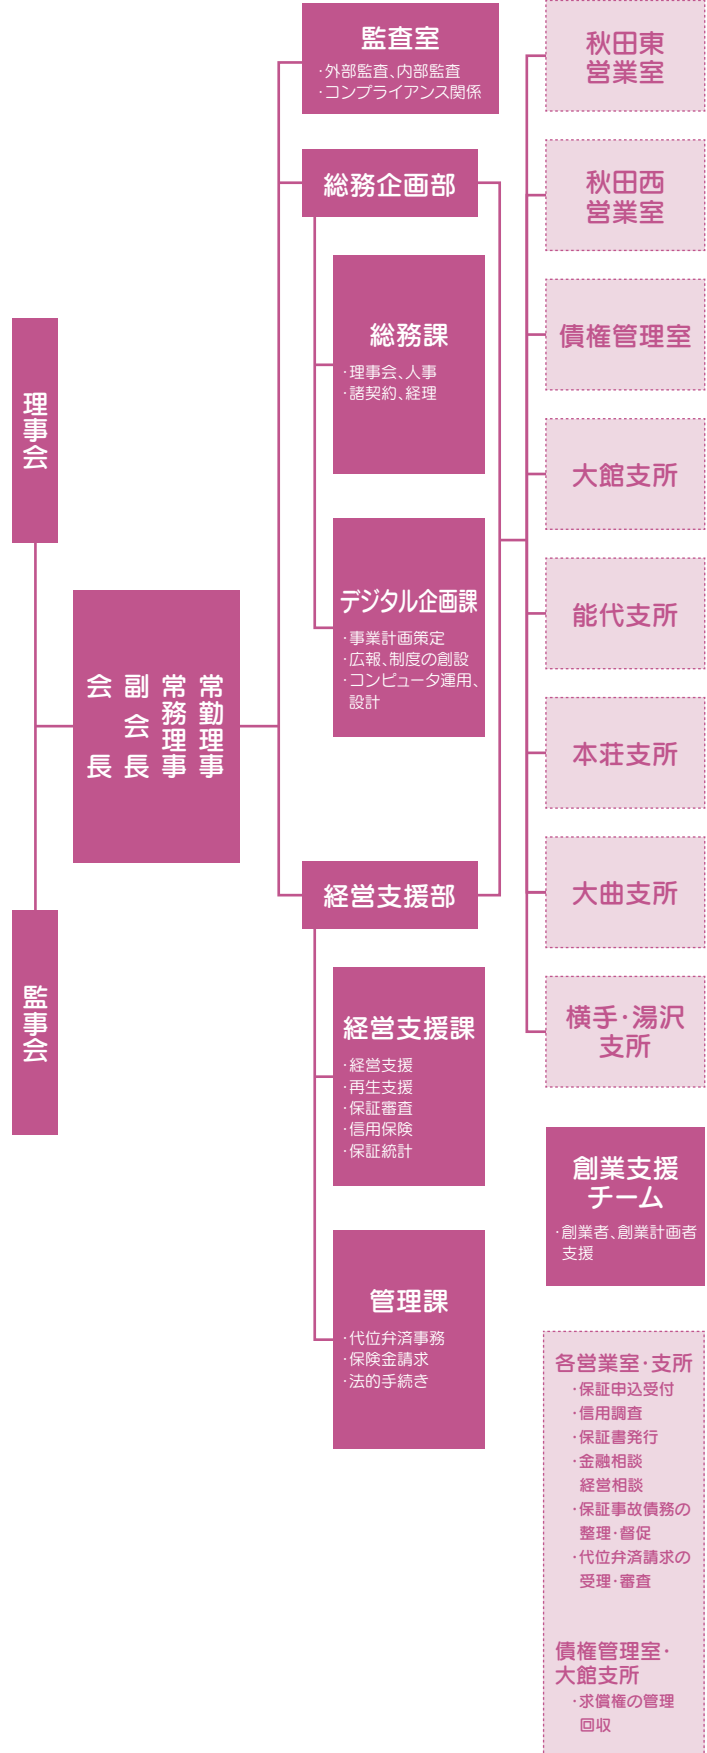 理事会
監事会
会長
副会長
常務理事
常勤理事
監査室
・外部監査、内部監査
・コンプライアンス関係
総務企画部
総務課
・理事会、人事
・諸契約、経理
デジタル企画課
・事業計画策定
・広報、制度の創設
・コンピュータ運用、
設計
経営支援部
経営支援課
・経営支援
・再生支援
・保証審査
・信用保険
・保証統計
管理課
・代位弁済事務
・保険金請求
・法的手続き
秋田東
営業室
秋田西
営業室
債権管理室
大館支所
能代支所
本荘支所
大曲支所
横手・湯沢
支所
創業支援
チーム
・創業者、創業計画者
支援
各営業室・支所
・保証申込受付
・信用調査
・保証書発行
・金融相談
経営相談
・保証事故債務の
整理・督促
・代位弁済請求の
受理・審査
債権管理室・
大館支所
・求償権の管理
回収